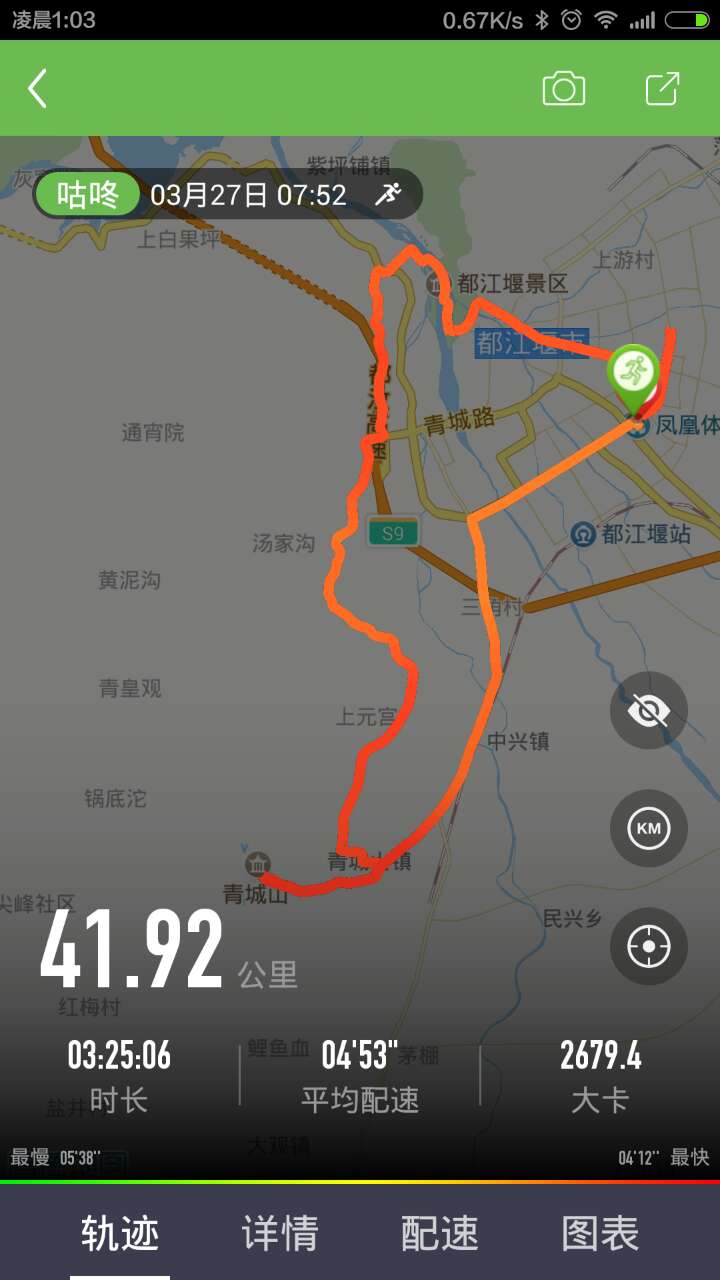 凌晨1:03 0.67K/s
紫坪铺镇
咕咚 03月27日 07:52
上白果坪
上游村
都江堰景区
都江堰市
都汶高速
青城路
凤凰体
通宵院
S9
都江堰站
汤家沟
黄泥沟
三角村
青皇观
上元宫
中兴镇
锅底沱
KM
青城山镇
青城山
尖峰社区
民兴乡
41.92 公里
红梅村
03:25:06
时长
鲤鱼血
04'53"
平均配速
茅棚
2679.4
大卡
大观镇
最慢 05'38''
04'12'' 最快
轨迹 详情 配速 图表